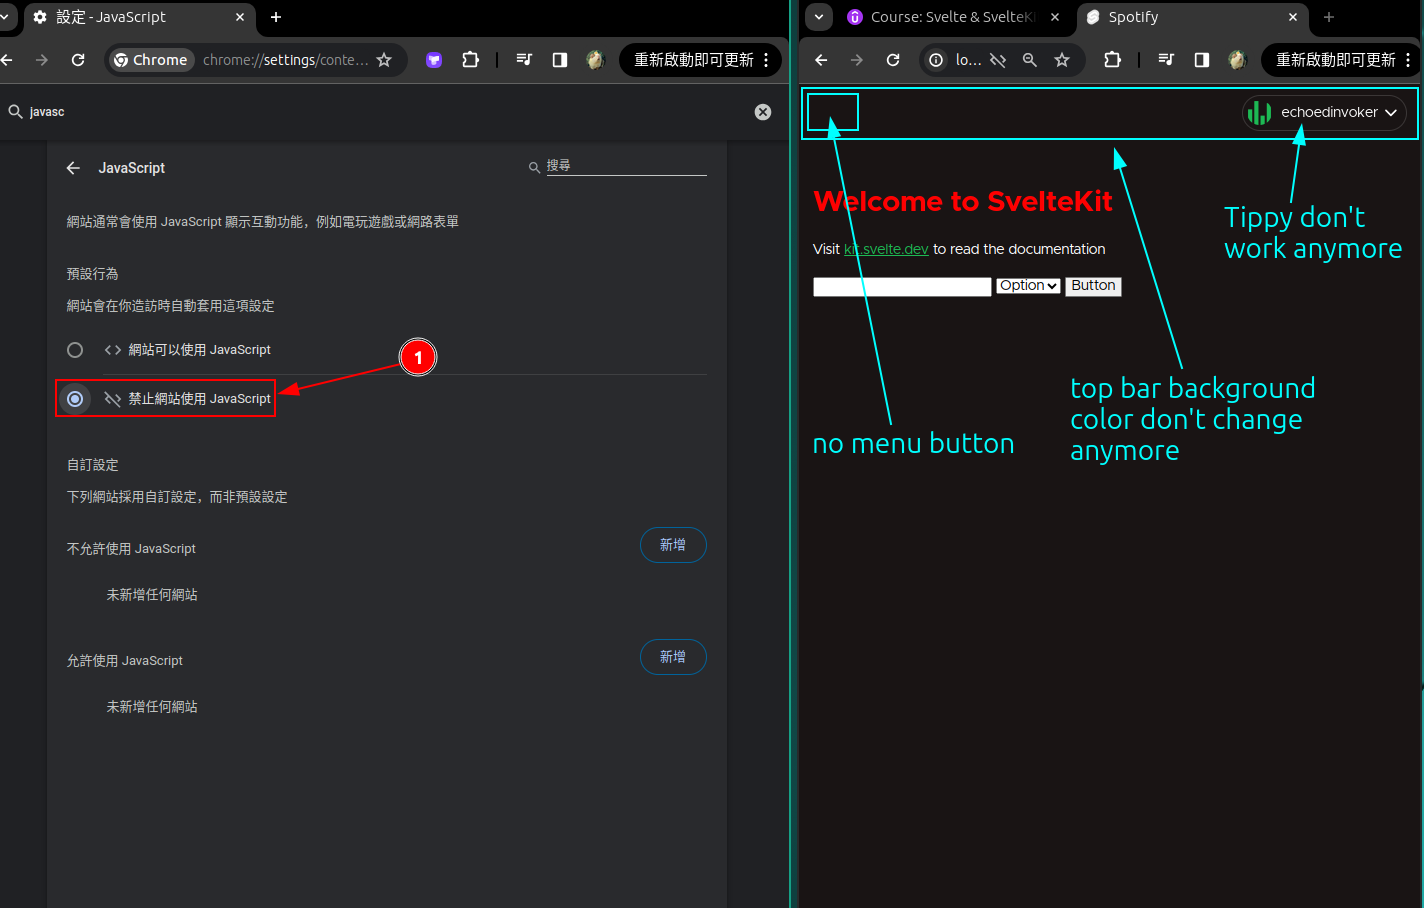 設定 - JavaScript
Chrome
chrome://settings/conte...
重新啟動即可更新
javasc
JavaScript
搜尋
網站通常會使用 JavaScript 顯示互動功能，例如電玩遊戲或網路表單
預設行為
網站會在你造訪時自動套用這項設定
網站可以使用 JavaScript
1
禁止網站使用 JavaScript
自訂設定
下列網站採用自訂設定，而非預設設定
不允許使用 JavaScript
新增
未新增任何網站
允許使用 JavaScript
新增
未新增任何網站
Course: Svelte & SvelteKi
Spotify
lo...
重新啟動即可更新
echoedinvoker
Welcome to SvelteKit
Tippy don't
work anymore
Visit kit.svelte.dev to read the documentation
Option
Button
top bar background
color don't change
anymore
no menu button